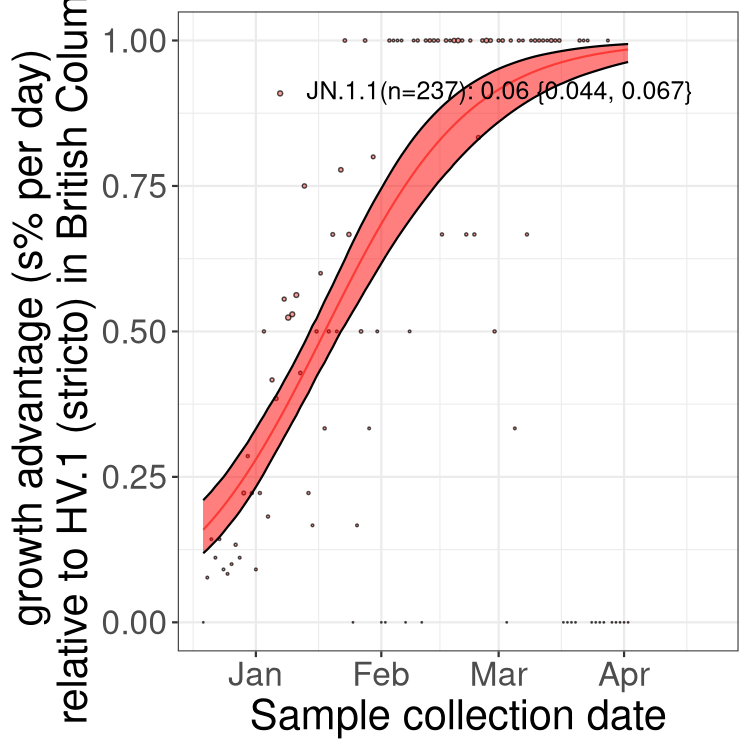 growth advantage (s% per day)
relative to HV.1 (stricto) in British Colum
1.00
0.75
0.50
0.25
0.00
JN.1.1(n=237): 0.06 {0.044, 0.067}
Jan Feb Mar Apr
Sample collection date